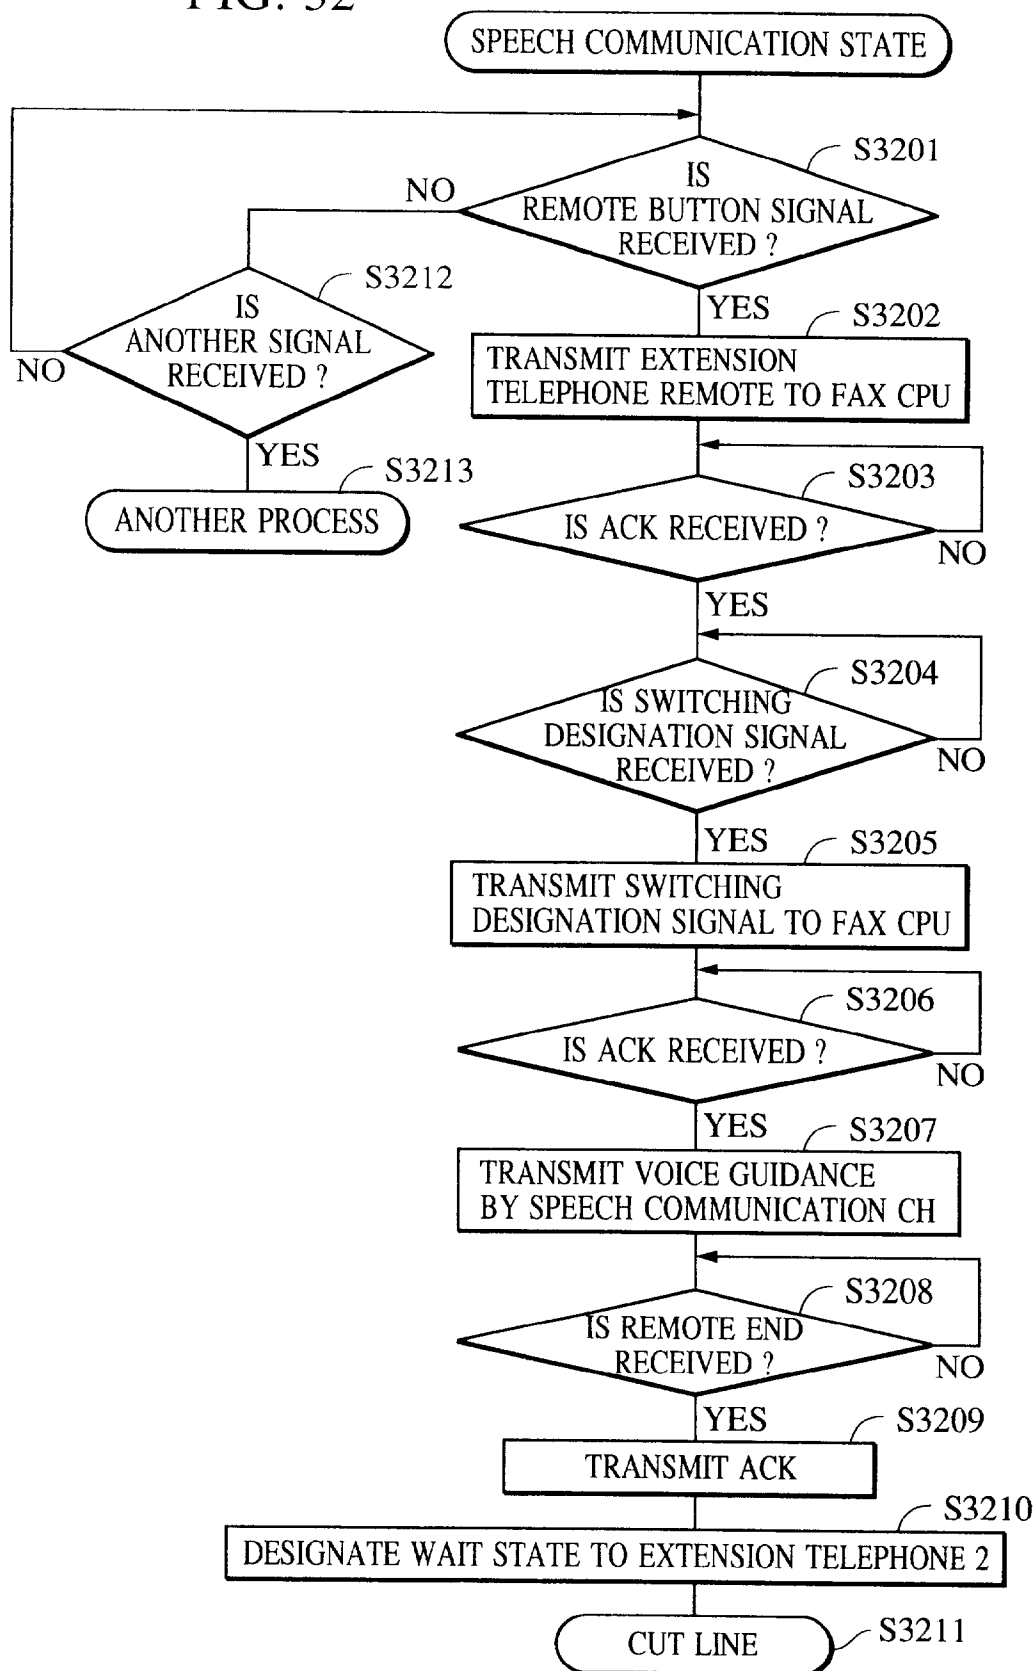 FIG. 32
SPEECH COMMUNICATION STATE
S3201
IS
REMOTE BUTTON SIGNAL
RECEIVED ?
NO
YES
S3212
IS
ANOTHER SIGNAL
RECEIVED ?
NO
YES
S3213
ANOTHER PROCESS
S3202
TRANSMIT EXTENSION
TELEPHONE REMOTE TO FAX CPU
S3203
IS ACK RECEIVED ?
NO
YES
S3204
IS SWITCHING
DESIGNATION SIGNAL
RECEIVED ?
NO
YES
S3205
TRANSMIT SWITCHING
DESIGNATION SIGNAL TO FAX CPU
S3206
IS ACK RECEIVED ?
NO
YES
S3207
TRANSMIT VOICE GUIDANCE
BY SPEECH COMMUNICATION CH
S3208
IS REMOTE END
RECEIVED ?
NO
YES
S3209
TRANSMIT ACK
S3210
DESIGNATE WAIT STATE TO EXTENSION TELEPHONE 2
S3211
CUT LINE